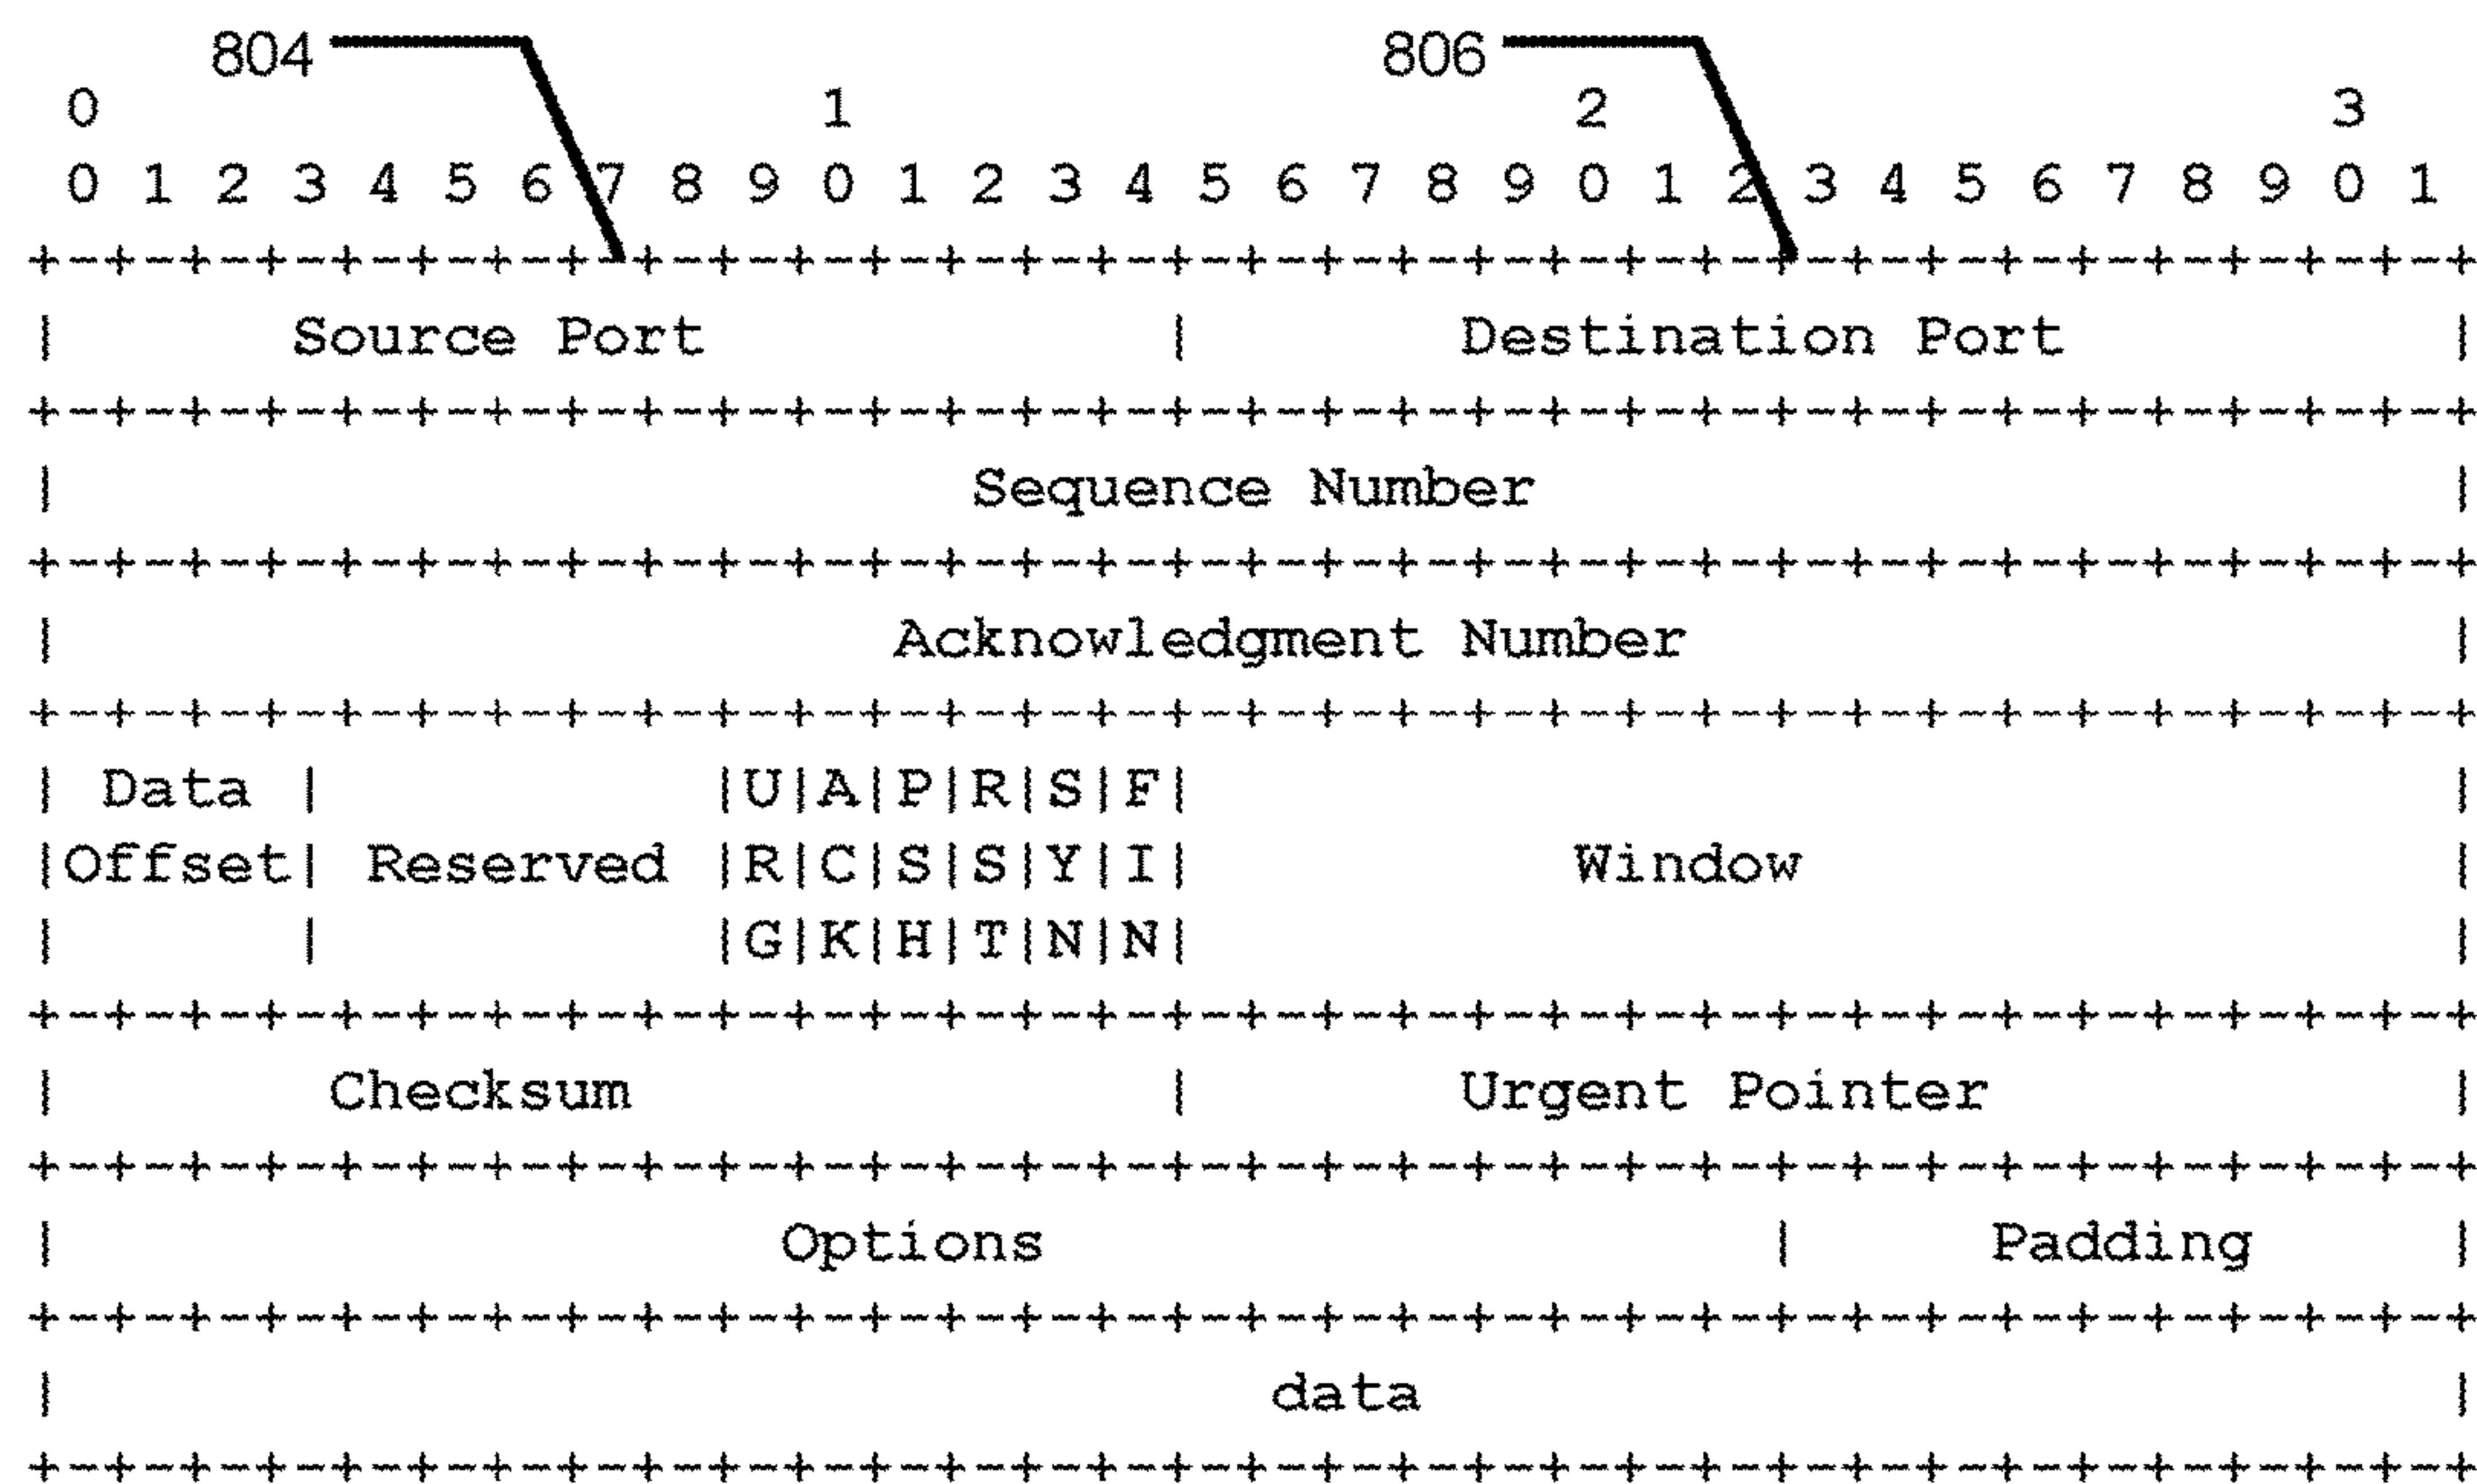 804 806
 0                   1                   2                   3
 0 1 2 3 4 5 6 7 8 9 0 1 2 3 4 5 6 7 8 9 0 1 2 3 4 5 6 7 8 9 0 1
+-+-+-+-+-+-+-+-+-+-+-+-+-+-+-+-+-+-+-+-+-+-+-+-+-+-+-+-+-+-+-+-+
|      Source Port            |       Destination Port          |
+-+-+-+-+-+-+-+-+-+-+-+-+-+-+-+-+-+-+-+-+-+-+-+-+-+-+-+-+-+-+-+-+
|                        Sequence Number                        |
+-+-+-+-+-+-+-+-+-+-+-+-+-+-+-+-+-+-+-+-+-+-+-+-+-+-+-+-+-+-+-+-+
|                      Acknowledgment Number                    |
+-+-+-+-+-+-+-+-+-+-+-+-+-+-+-+-+-+-+-+-+-+-+-+-+-+-+-+-+-+-+-+-+
| Data |          |U|A|P|R|S|F|                                 |
|Offset| Reserved |R|C|S|S|Y|I|          Window                 |
|      |          |G|K|H|T|N|N|                                 |
+-+-+-+-+-+-+-+-+-+-+-+-+-+-+-+-+-+-+-+-+-+-+-+-+-+-+-+-+-+-+-+-+
|       Checksum              |       Urgent Pointer            |
+-+-+-+-+-+-+-+-+-+-+-+-+-+-+-+-+-+-+-+-+-+-+-+-+-+-+-+-+-+-+-+-+
|                   Options                   |     Padding     |
+-+-+-+-+-+-+-+-+-+-+-+-+-+-+-+-+-+-+-+-+-+-+-+-+-+-+-+-+-+-+-+-+
|                                data                           |
+-+-+-+-+-+-+-+-+-+-+-+-+-+-+-+-+-+-+-+-+-+-+-+-+-+-+-+-+-+-+-+-+